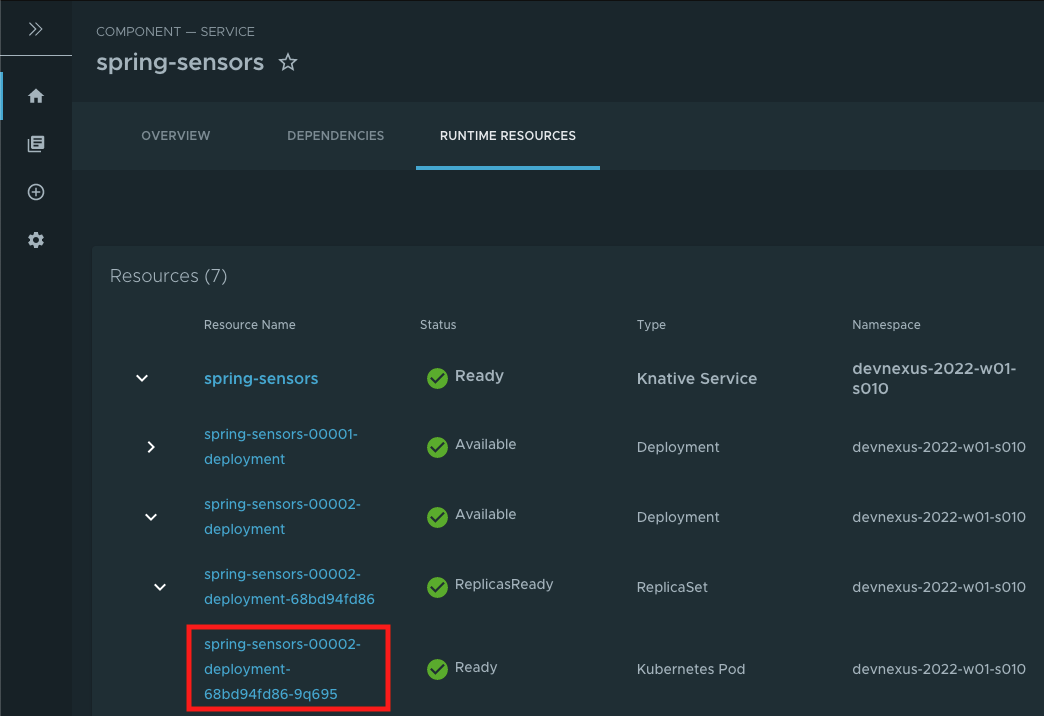 COMPONENT — SERVICE
spring-sensors
OVERVIEW DEPENDENCIES RUNTIME RESOURCES
Resources (7)
Resource Name Status Type Namespace
spring-sensors Ready Knative Service devnexus-2022-w01-
s010
spring-sensors-00001-
deployment Available Deployment devnexus-2022-w01-s010
spring-sensors-00002-
deployment Available Deployment devnexus-2022-w01-s010
spring-sensors-00002-
deployment-68bd94fd86 ReplicasReady ReplicaSet devnexus-2022-w01-s010
spring-sensors-00002-
deployment- Ready Kubernetes Pod devnexus-2022-w01-s010
68bd94fd86-9q695